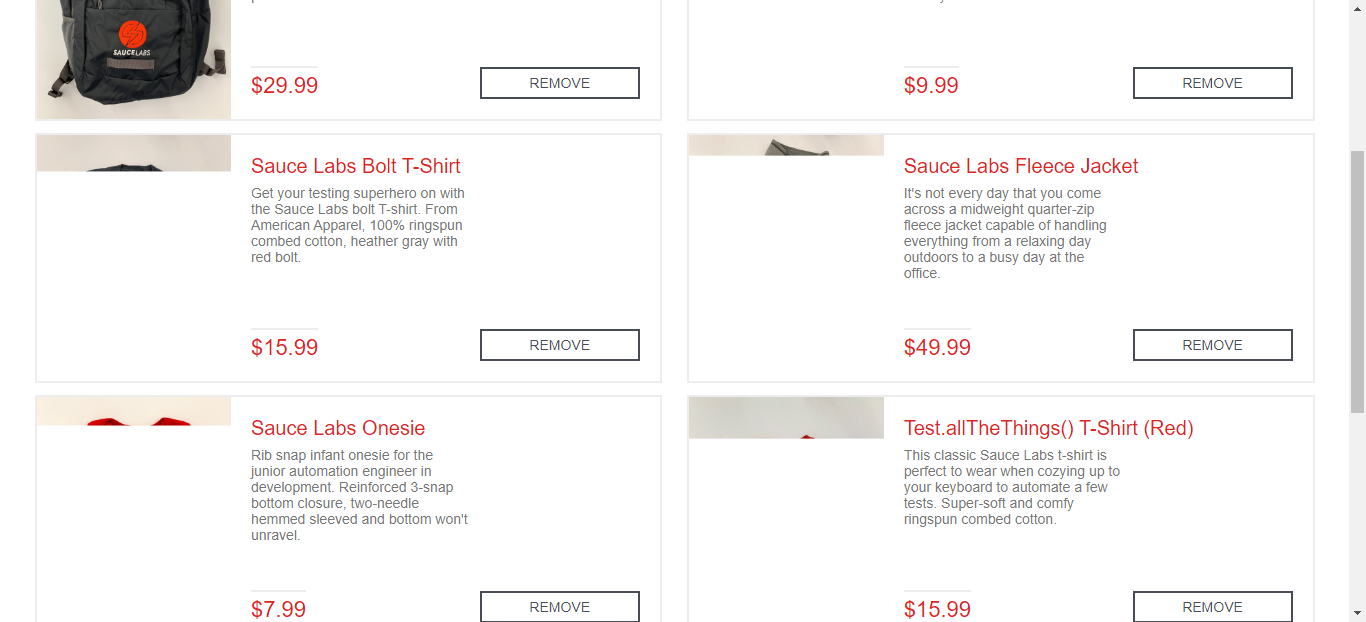 SAUCELABS
$29.99
REMOVE
$9.99
REMOVE
Sauce Labs Bolt T-Shirt
Get your testing superhero on with
the Sauce Labs bolt T-shirt. From
American Apparel, 100% ringspun
combed cotton, heather gray with
red bolt.
$15.99
REMOVE
Sauce Labs Fleece Jacket
It's not every day that you come
across a midweight quarter-zip
fleece jacket capable of handling
everything from a relaxing day
outdoors to a busy day at the
office.
$49.99
REMOVE
Sauce Labs Onesie
Rib snap infant onesie for the
junior automation engineer in
development. Reinforced 3-snap
bottom closure, two-needle
hemmed sleeved and bottom won't
unravel.
$7.99
REMOVE
Test.allTheThings() T-Shirt (Red)
This classic Sauce Labs t-shirt is
perfect to wear when cozying up to
your keyboard to automate a few
tests. Super-soft and comfy
ringspun combed cotton.
$15.99
REMOVE